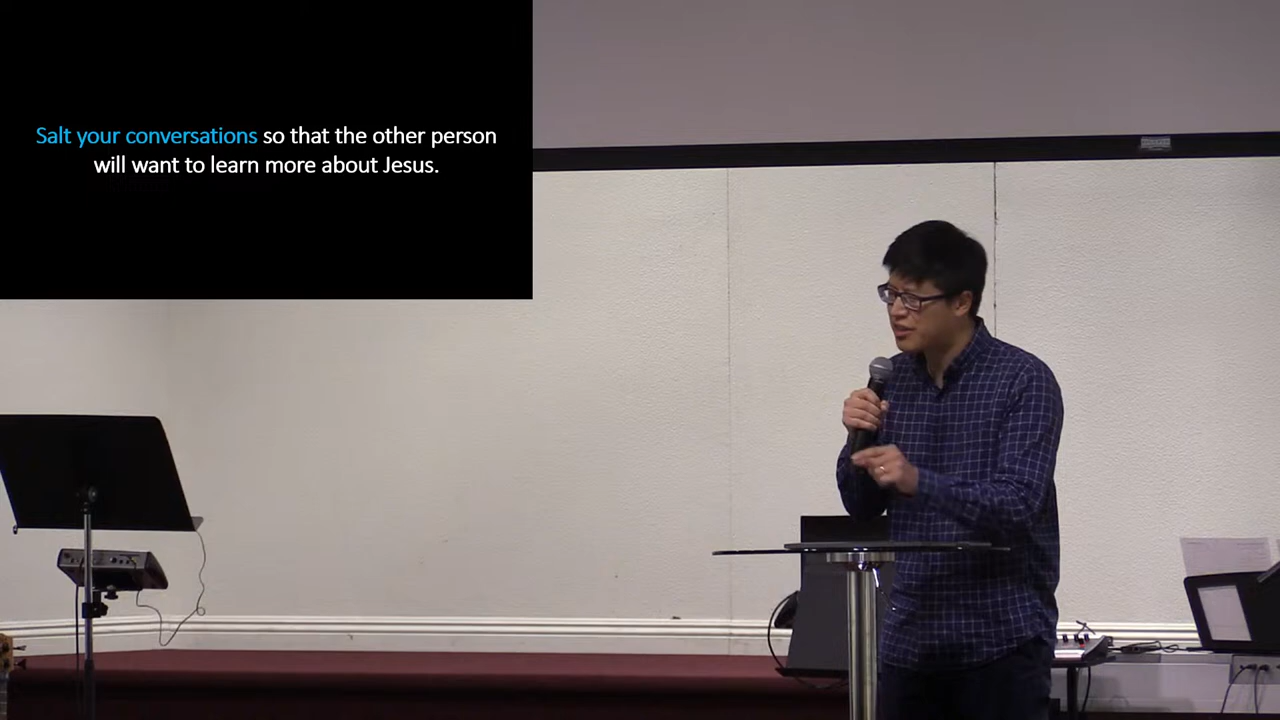 Salt your conversations so that the other person
will want to learn more about Jesus.